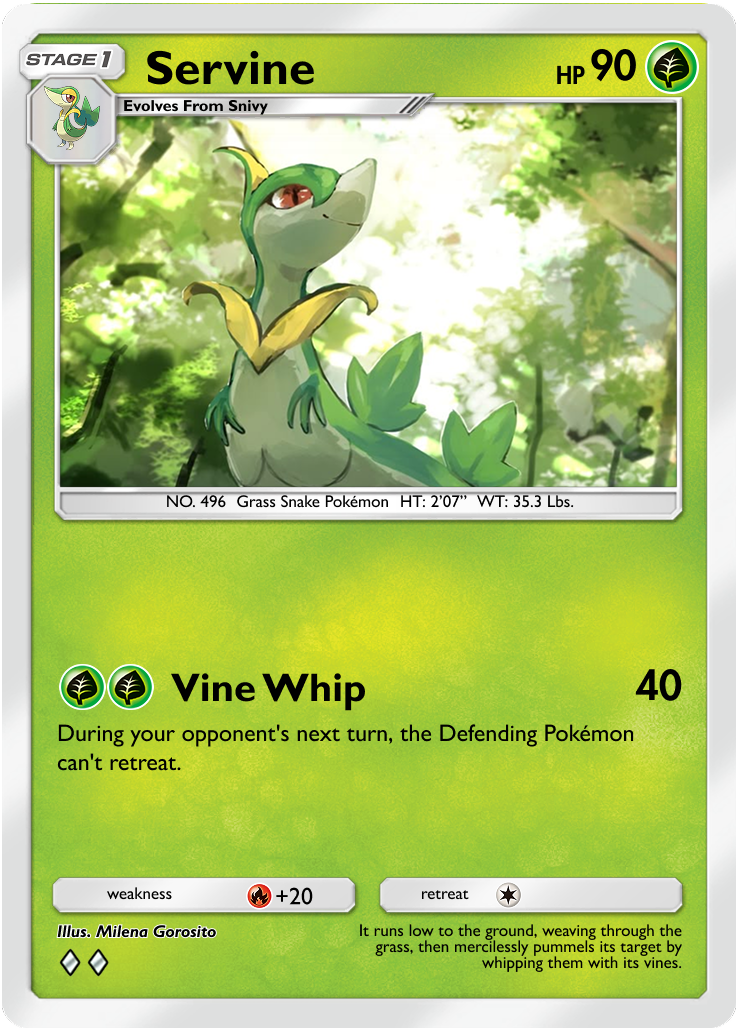 STAGE 1
Servine
HP 90
Evolves From Snivy
NO. 496 Grass Snake Pokémon HT: 2'07” WT: 35.3 Lbs.
Vine Whip 40
During your opponent's next turn, the Defending Pokémon
can't retreat.
weakness +20
retreat
Illus. Milena Gorosito
It runs low to the ground, weaving through the
grass, then mercilessly pummels its target by
whipping them with its vines.